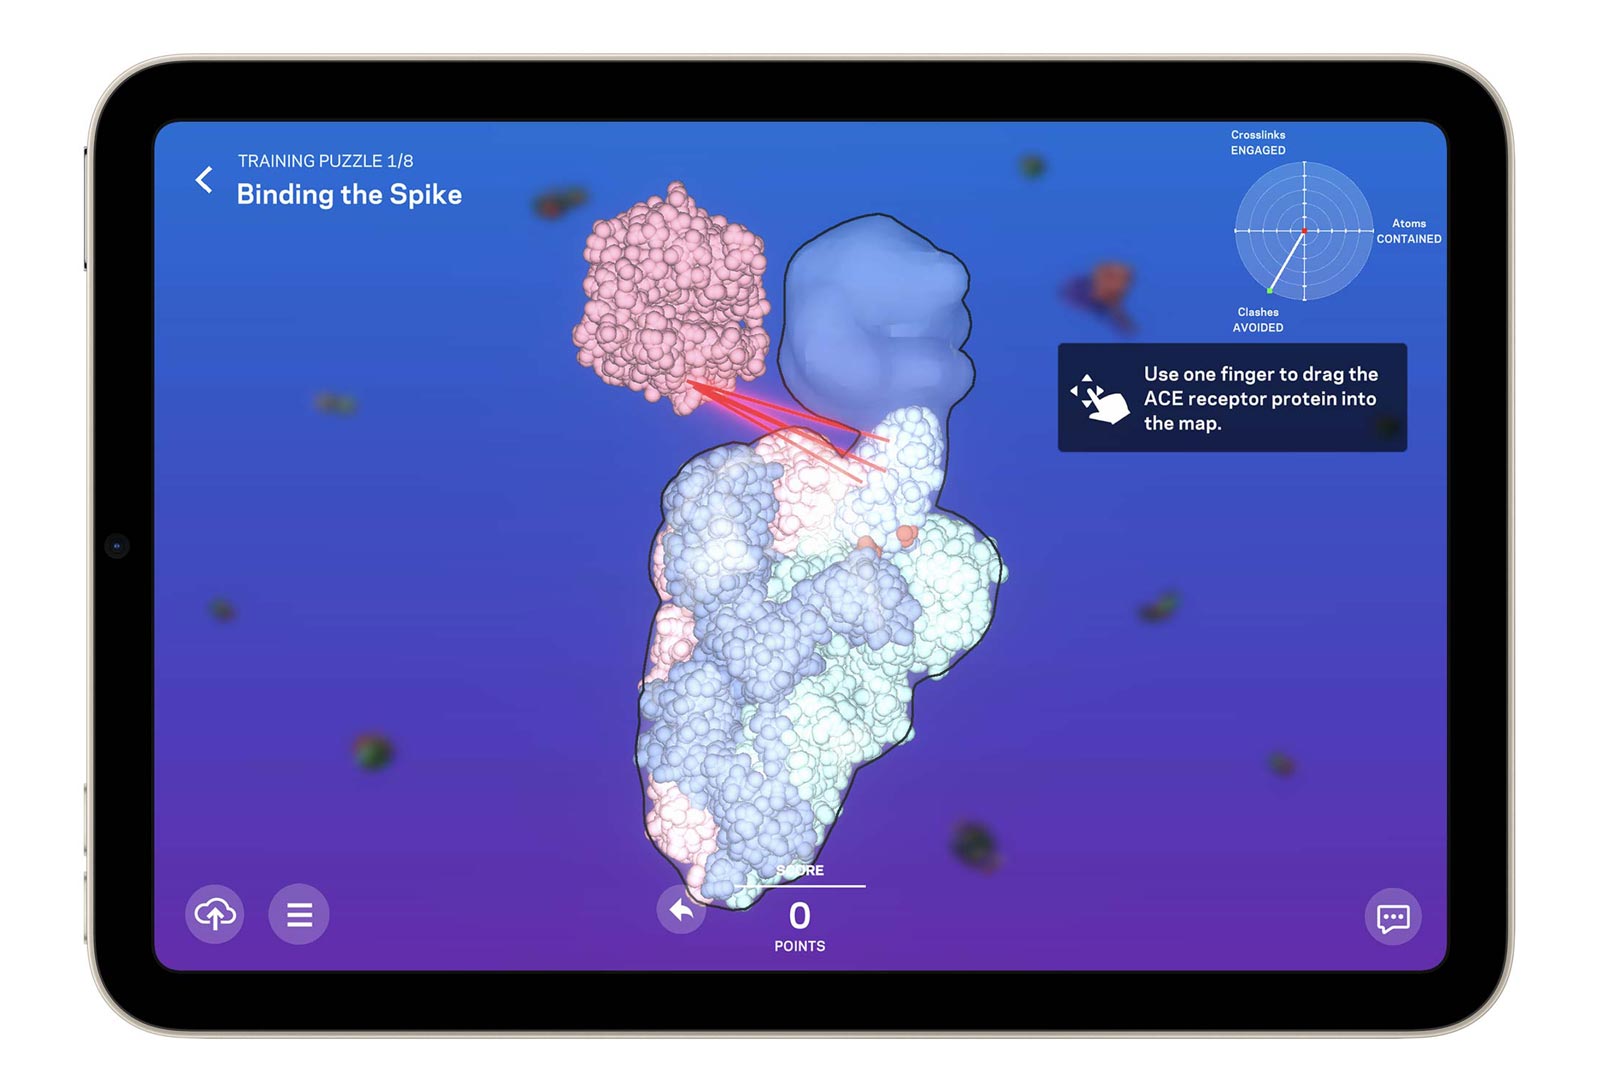 TRAINING PUZZLE 1/8
Binding the Spike
Crosslinks
ENGAGED
Atoms
CONTAINED
Clashes
AVOIDED
Use one finger to drag the
ACE receptor protein into
the map.
SCORE
0
POINTS